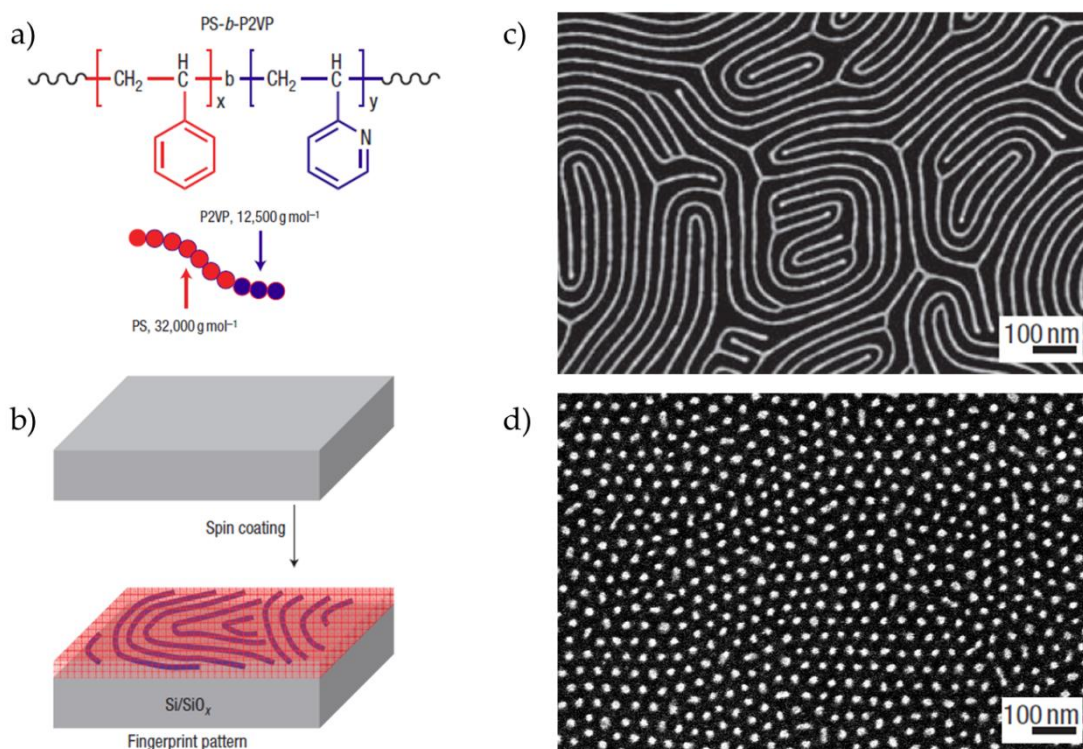 a)
PS-b-P2VP
CH₂
H
C
x
b
CH₂
H
C
y
N
P2VP, 12,500 g mol⁻¹
PS, 32,000 g mol⁻¹
b)
Spin coating
Si/SiOₓ
Fingerprint pattern
c)
100 nm
d)
100 nm